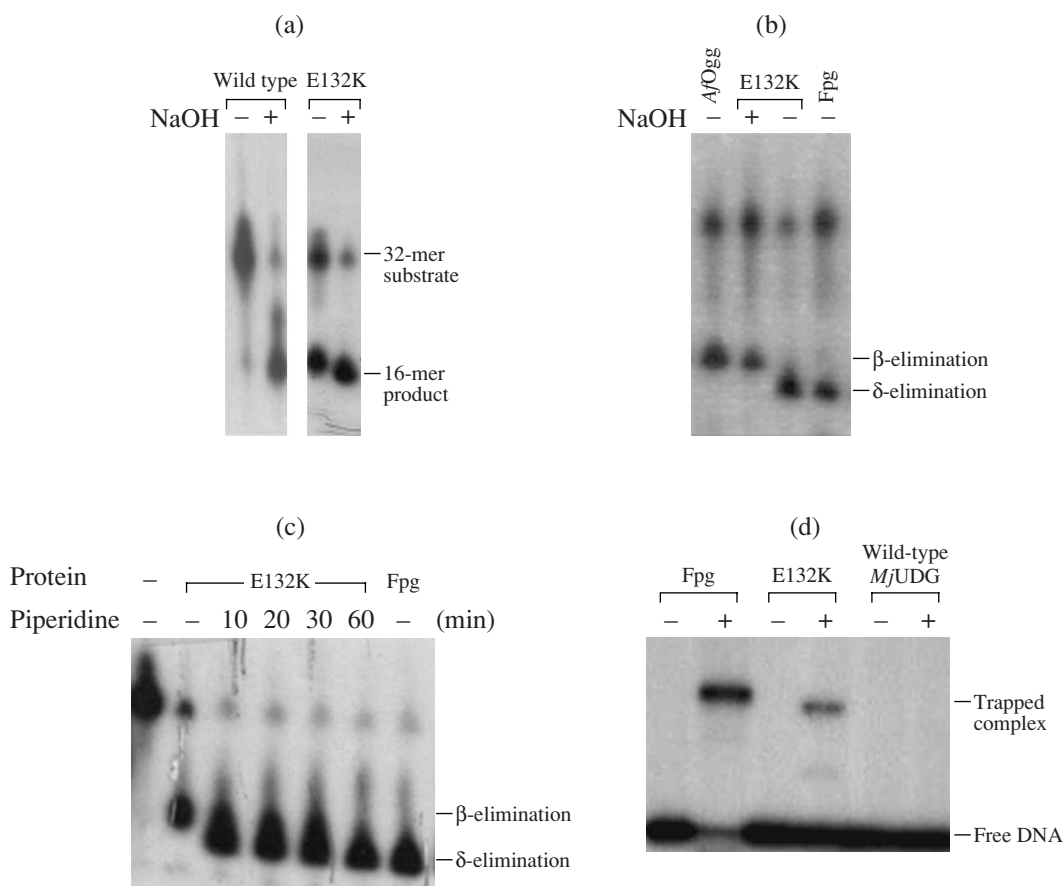 (a)
Wild type E132K
NaOH – + – +
32-mer
substrate
16-mer
product
(b)
AfOgg E132K Fpg
NaOH – + – –
β-elimination
δ-elimination
(c)
Protein – E132K Fpg
Piperidine – 10 20 30 60 – (min)
β-elimination
δ-elimination
(d)
Wild-type
Fpg E132K MjUDG
– + – + – +
Trapped
complex
Free DNA